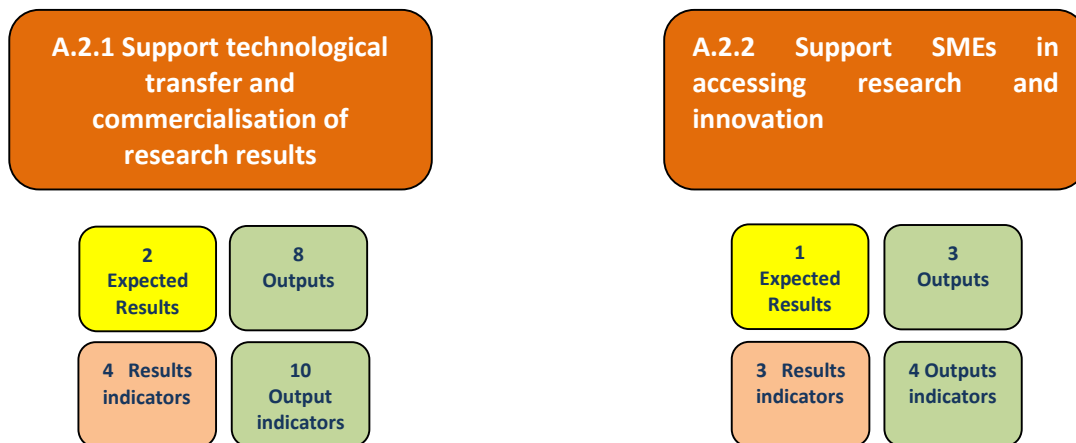 A.2.1 Support technological
transfer and
commercialisation of
research results
A.2.2 Support SMEs in
accessing research and
innovation
2
Expected
Results
8
Outputs
4 Results
indicators
10
Output
indicators
1
Expected
Results
3
Outputs
3 Results
indicators
4 Outputs
indicators